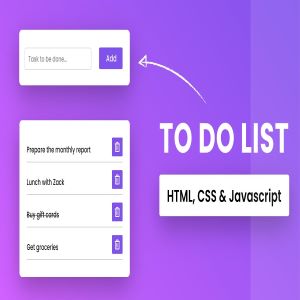 Task to be done...
Add
TO DO LIST
HTML, CSS & Javascript
Prepare the monthly report
Lunch with Zack
Buy gift cards
Get groceries